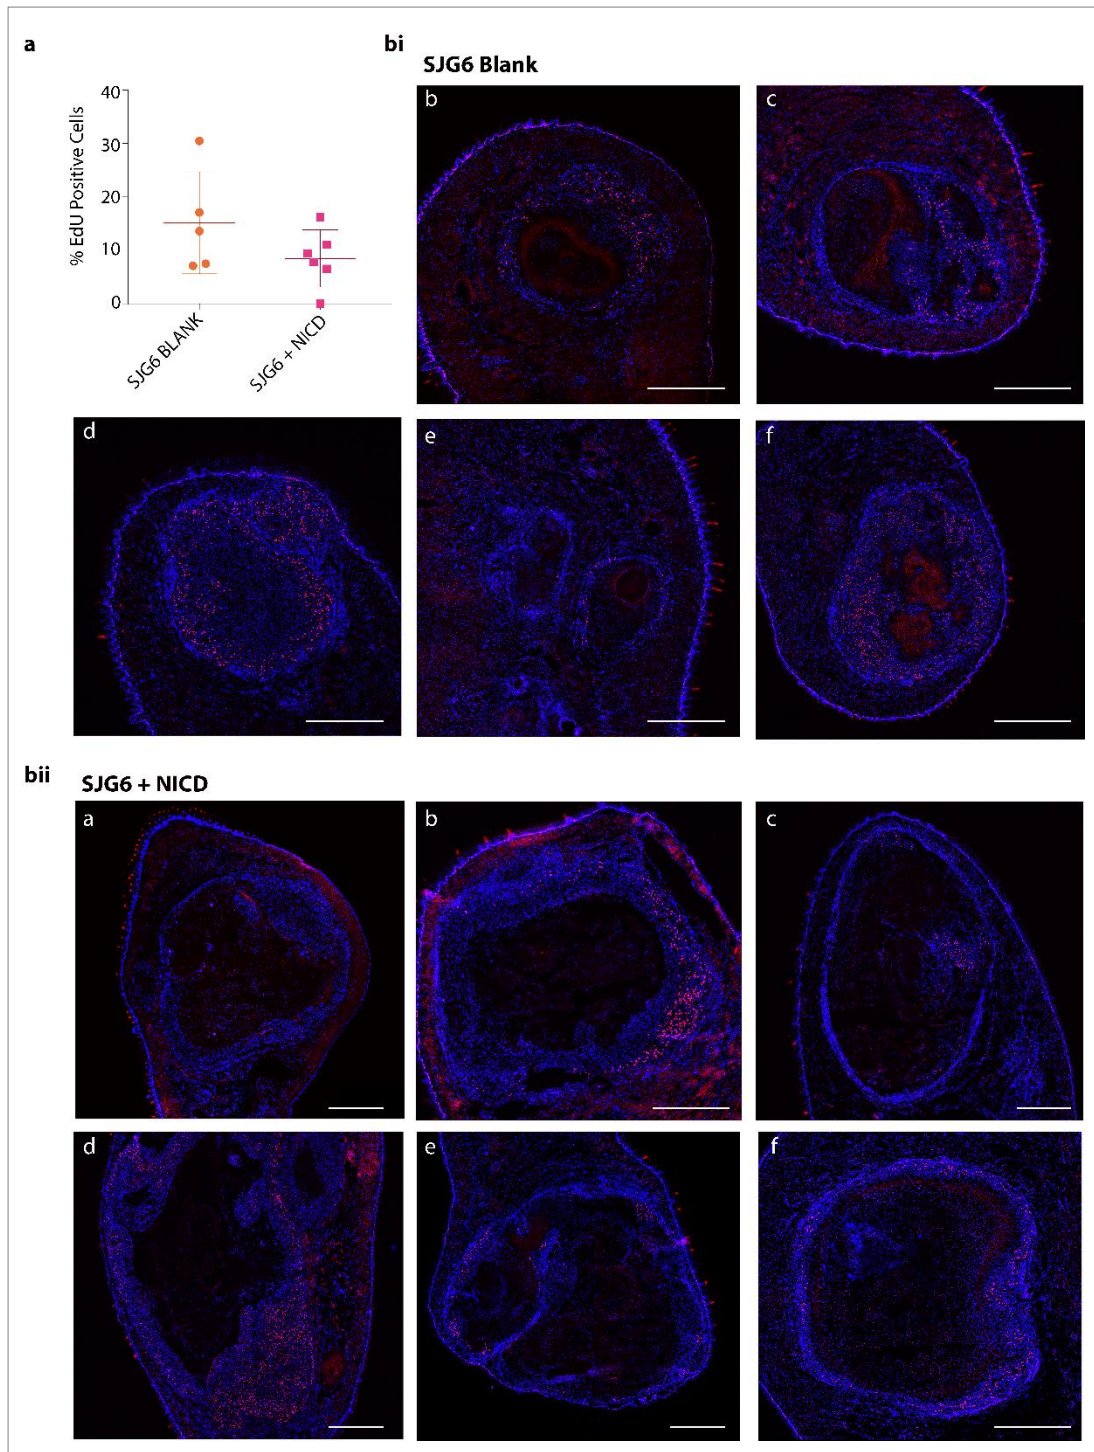 a
bi
SJG6 Blank
% EdU Positive Cells
40
30
20
10
0
SJG6 BLANK
SJG6 + NICD
b
c
d
e
f
bii
SJG6 + NICD
a
b
c
d
e
f